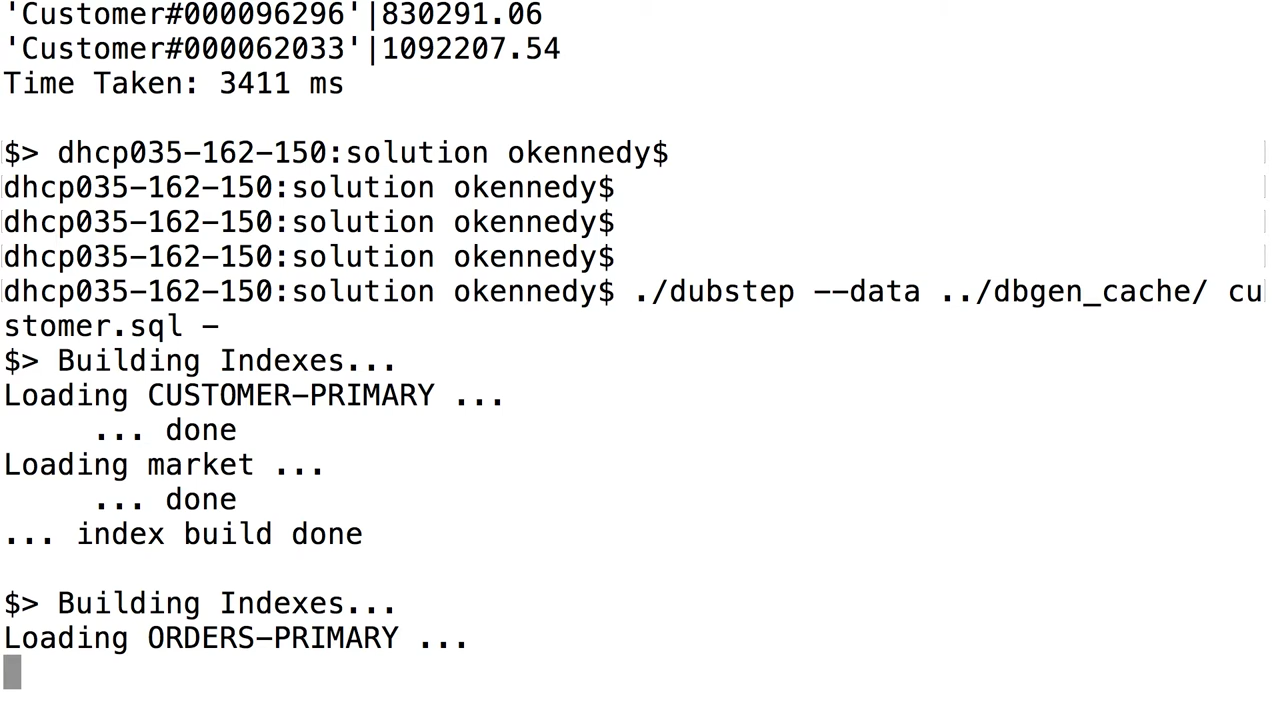 'Customer#000096296'|830291.06
'Customer#000062033'|1092207.54
Time Taken: 3411 ms
$> dhcp035-162-150:solution okennedy$
dhcp035-162-150:solution okennedy$
dhcp035-162-150:solution okennedy$
dhcp035-162-150:solution okennedy$
dhcp035-162-150:solution okennedy$ ./dubstep --data ../dbgen_cache/ cu
stomer.sql -
$> Building Indexes...
Loading CUSTOMER-PRIMARY ...
     ... done
Loading market ...
     ... done
... index build done
$> Building Indexes...
Loading ORDERS-PRIMARY ...